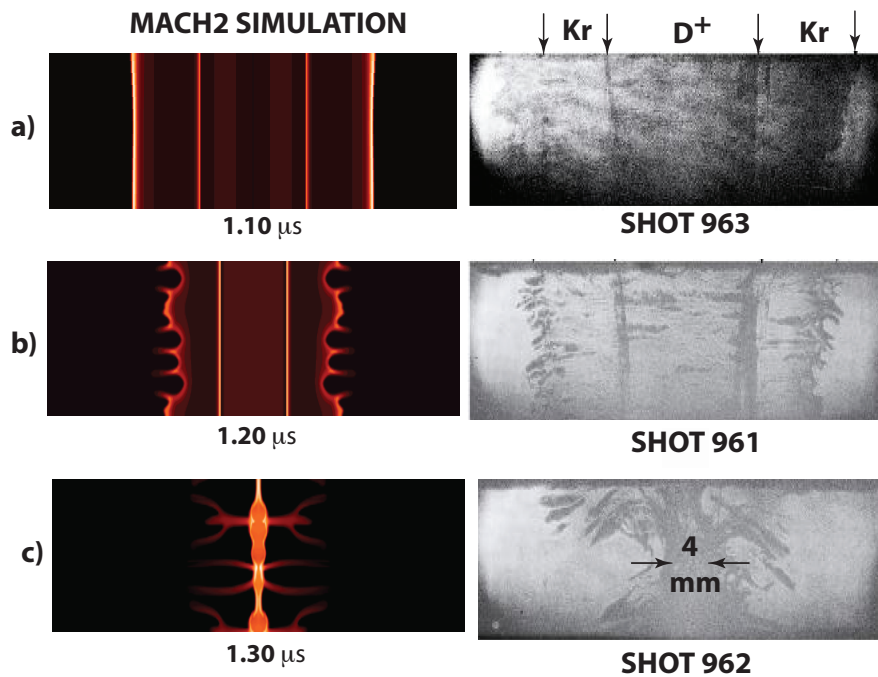 MACH2 SIMULATION
Kr
D+
Kr
a)
1.10 μs
SHOT 963
b)
1.20 μs
SHOT 961
c)
4
mm
1.30 μs
SHOT 962